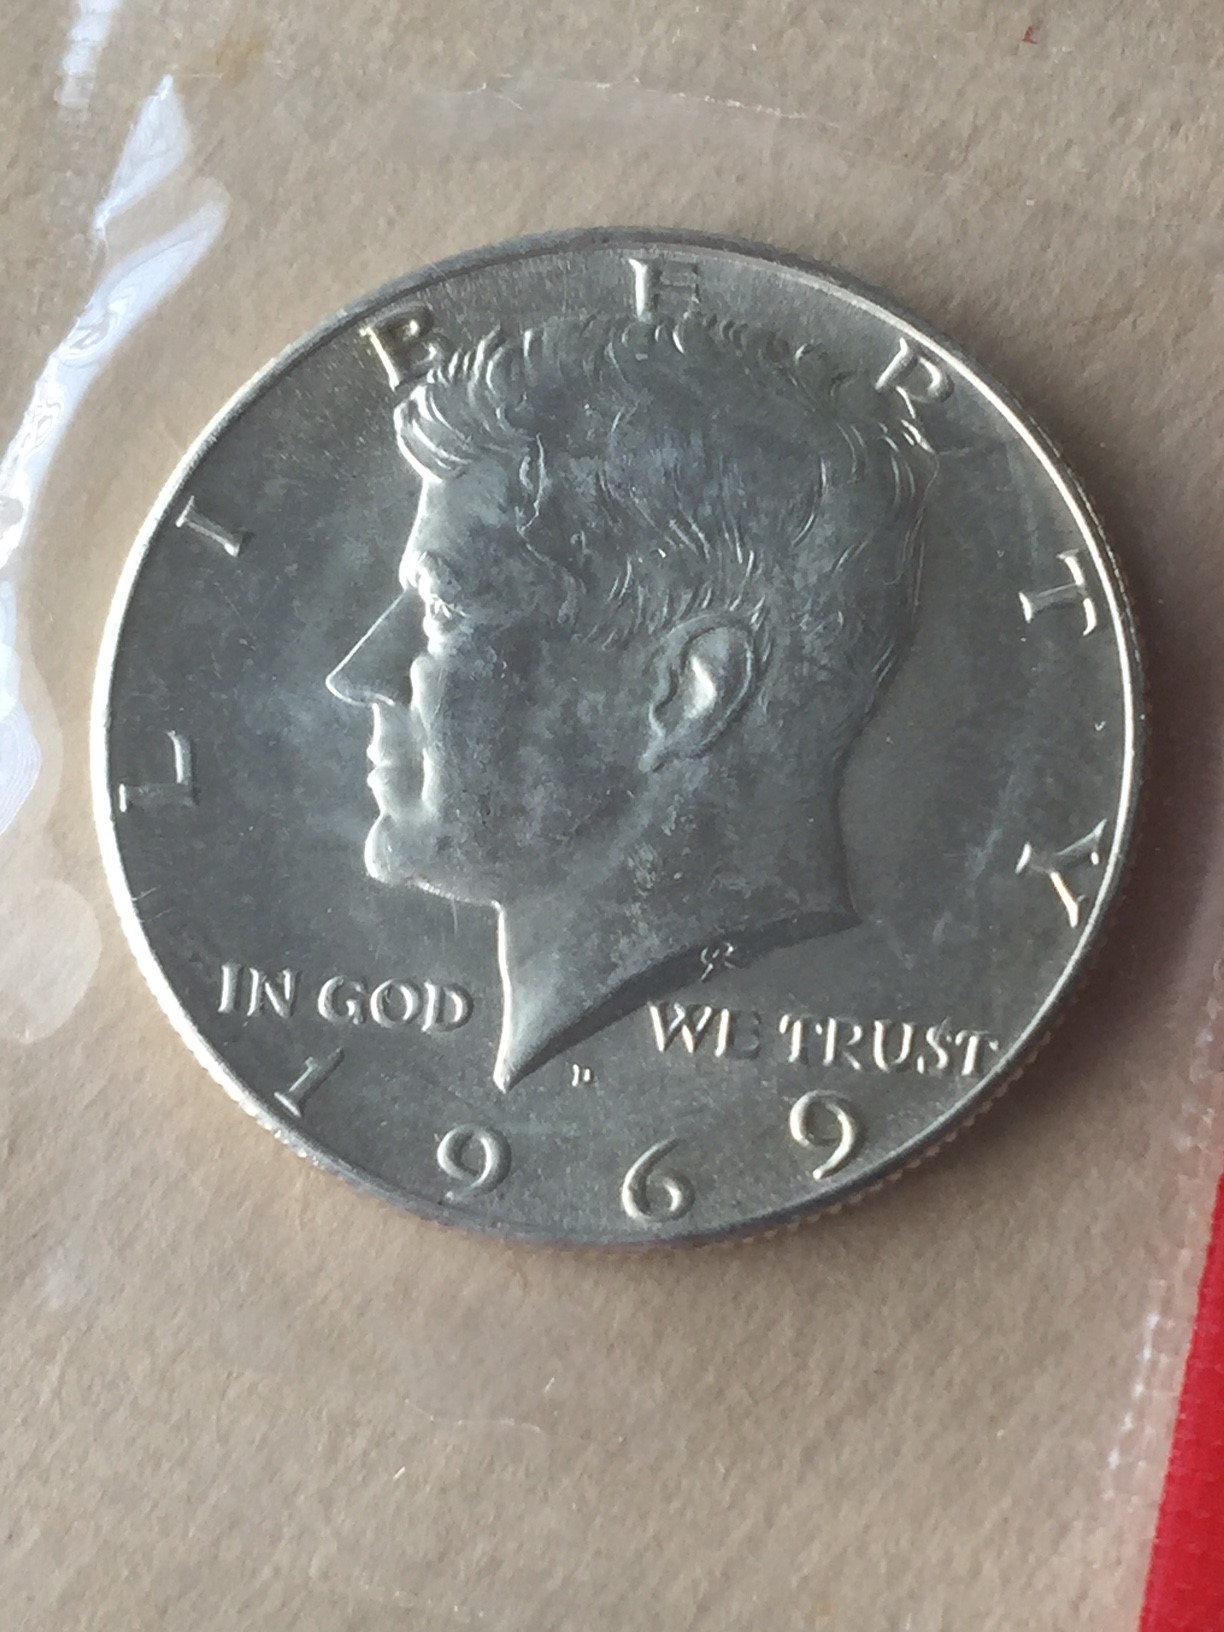 LIBERTY
IN GOD WE TRUST
D
1969